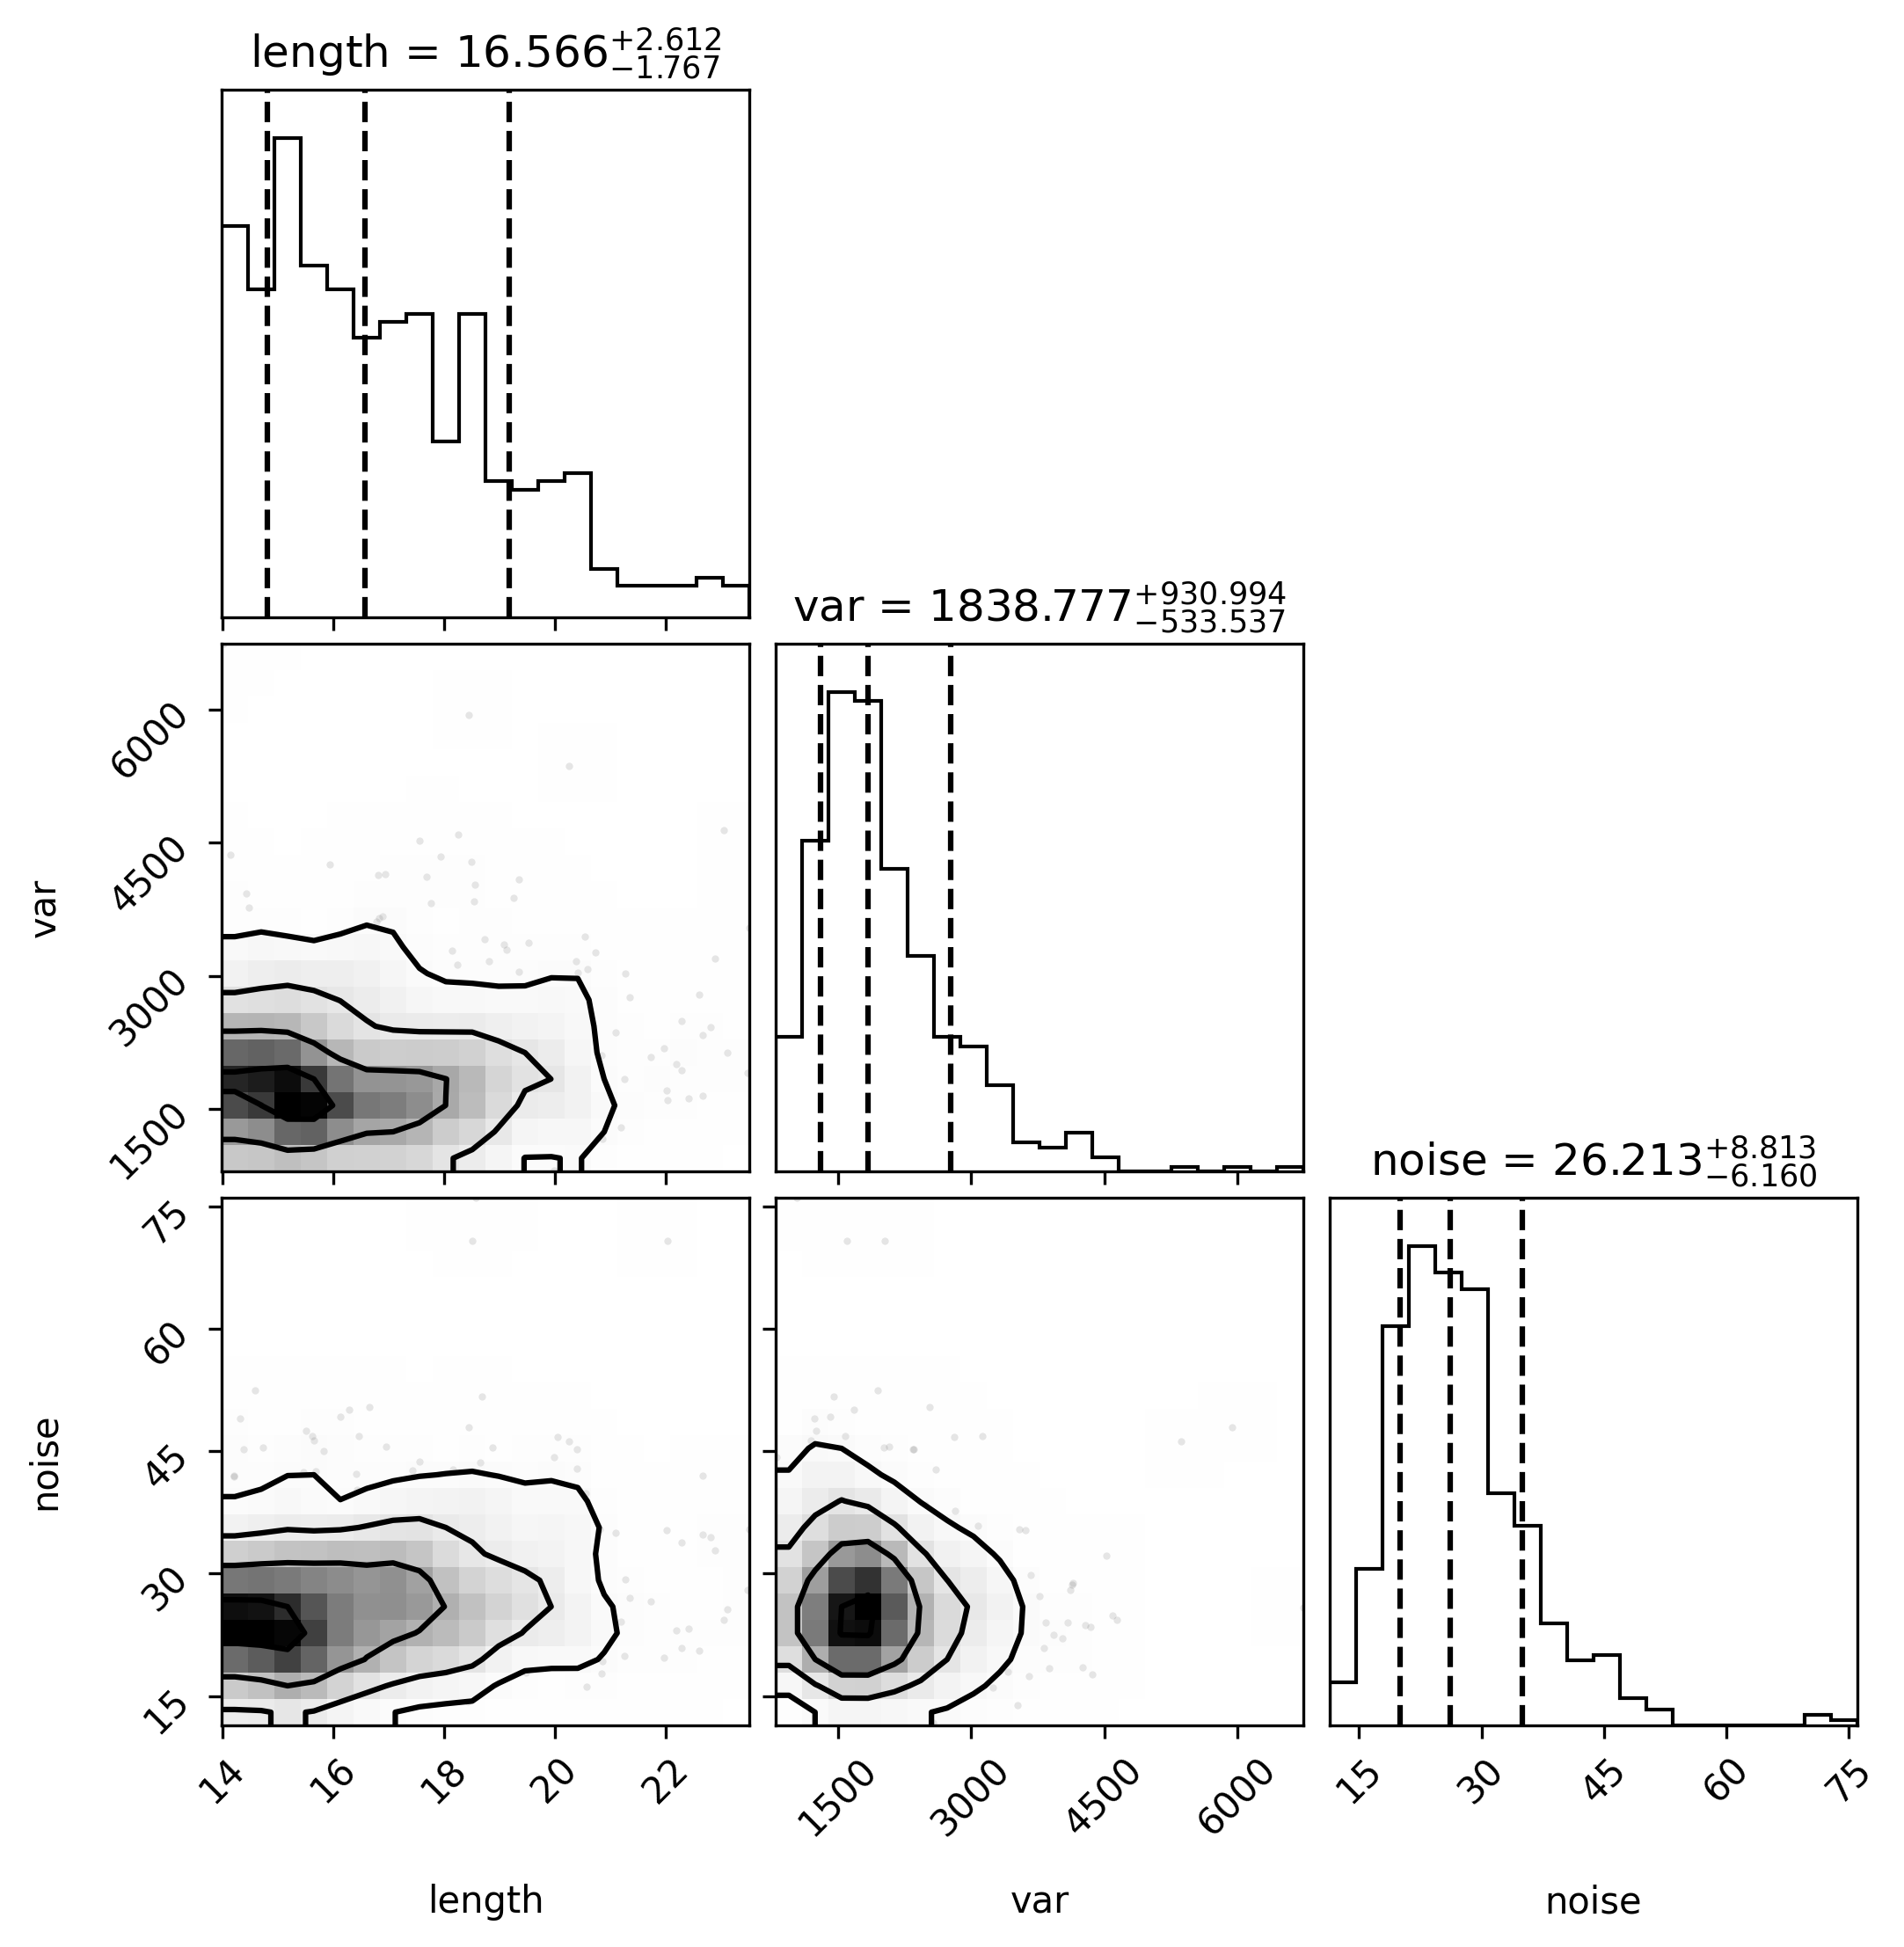 length = 16.566 +2.612 −1.767
var = 1838.777 +930.994 −533.537
6000
4500
3000
1500
var
noise = 26.213 +8.813 −6.160
75
60
45
30
15
noise
14 16 18 20 22
1500 3000 4500 6000
15 30 45 60 75
length
var
noise